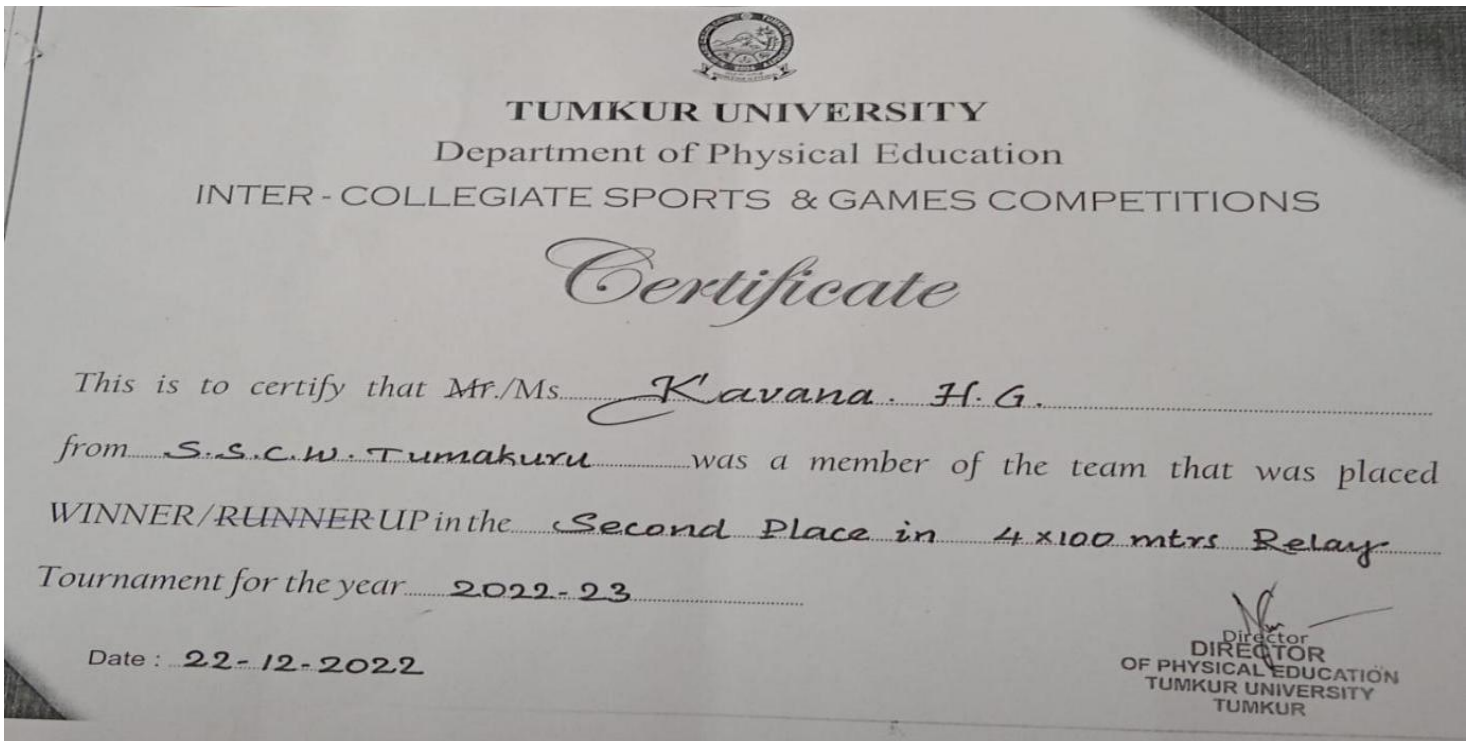 TUMKUR UNIVERSITY
Department of Physical Education
INTER - COLLEGIATE SPORTS & GAMES COMPETITIONS
Certificate
This is to certify that Mr./Ms. Kavana. H. G.
from S.S.C.W. Tumakuru was a member of the team that was placed
WINNER/RUNNER UP in the Second Place in 4 x100 mtrs Relay
Tournament for the year 2022-23
Date : 22-12-2022
Director
DIRECTOR
OF PHYSICAL EDUCATION
TUMKUR UNIVERSITY
TUMKUR